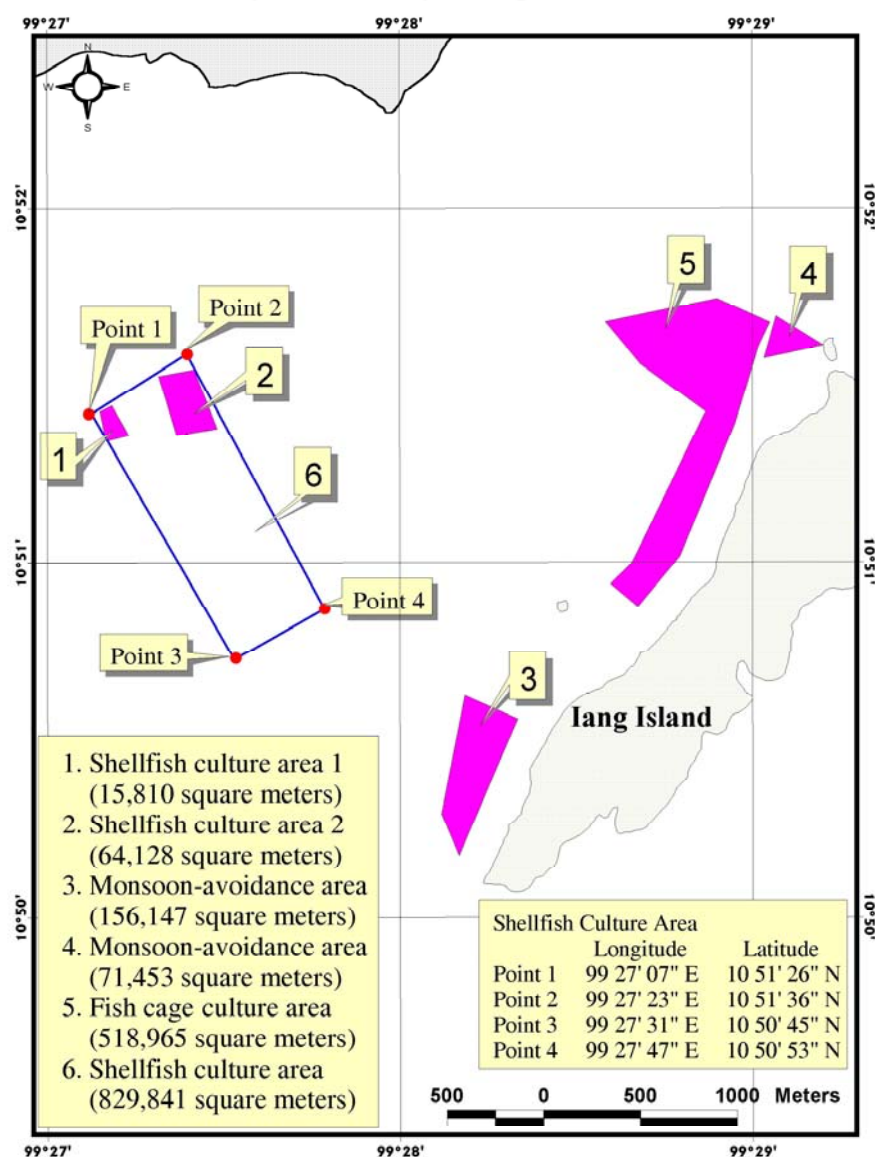 99°27' 99°28' 99°29'
N
W E
S
10°52' 10°52'
5 4
Point 2
Point 1
2
1
6
10°51' 10°51'
Point 4
Point 3
3
Iang Island
1. Shellfish culture area 1
(15,810 square meters)
2. Shellfish culture area 2
(64,128 square meters)
3. Monsoon-avoidance area
(156,147 square meters)
4. Monsoon-avoidance area
(71,453 square meters)
5. Fish cage culture area
(518,965 square meters)
6. Shellfish culture area
(829,841 square meters)
10°50' 10°50'
Shellfish Culture Area
Longitude Latitude
Point 1 99 27' 07" E 10 51' 26" N
Point 2 99 27' 23" E 10 51' 36" N
Point 3 99 27' 31" E 10 50' 45" N
Point 4 99 27' 47" E 10 50' 53" N
500 0 500 1000 Meters
99°27' 99°28' 99°29'